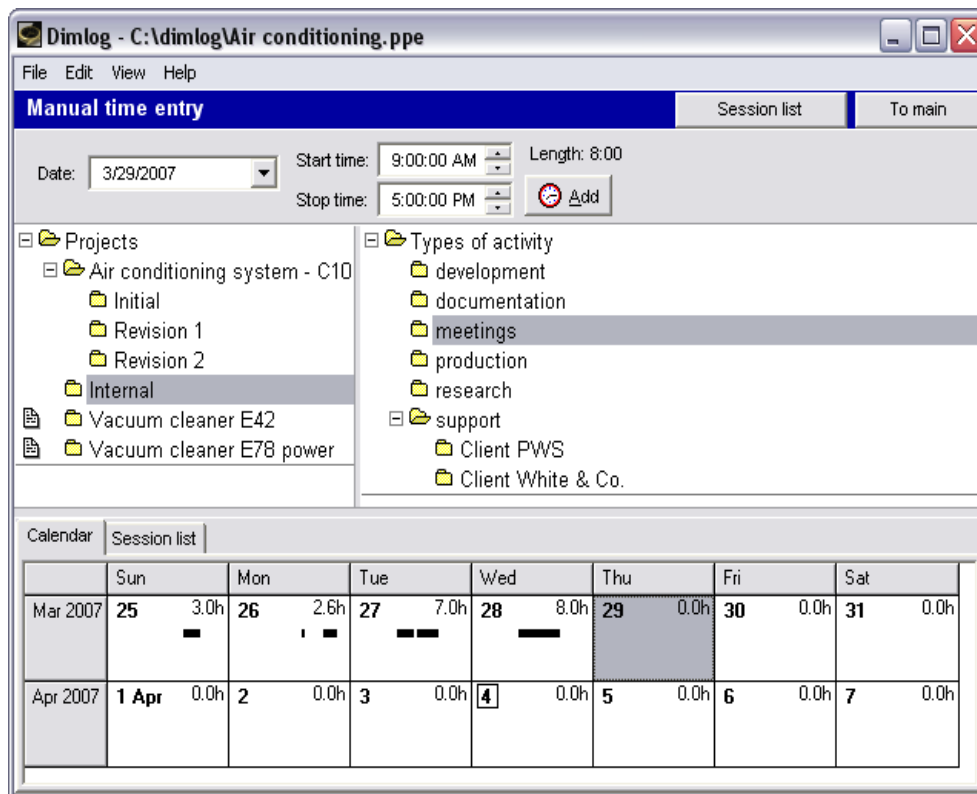 Dimlog - C:\dimlog\Air conditioning.ppe
File Edit View Help
Manual time entry Session list To main
Date: 3/29/2007 Start time: 9:00:00 AM Length: 8:00
Stop time: 5:00:00 PM Add
Projects
Air conditioning system - C10
Initial
Revision 1
Revision 2
Internal
Vacuum cleaner E42
Vacuum cleaner E78 power
Types of activity
development
documentation
meetings
production
research
support
Client PWS
Client White & Co.
Calendar Session list
Sun Mon Tue Wed Thu Fri Sat
Mar 2007 25 3.0h 26 2.6h 27 7.0h 28 8.0h 29 0.0h 30 0.0h 31 0.0h
Apr 2007 1 Apr 0.0h 2 0.0h 3 0.0h 4 0.0h 5 0.0h 6 0.0h 7 0.0h